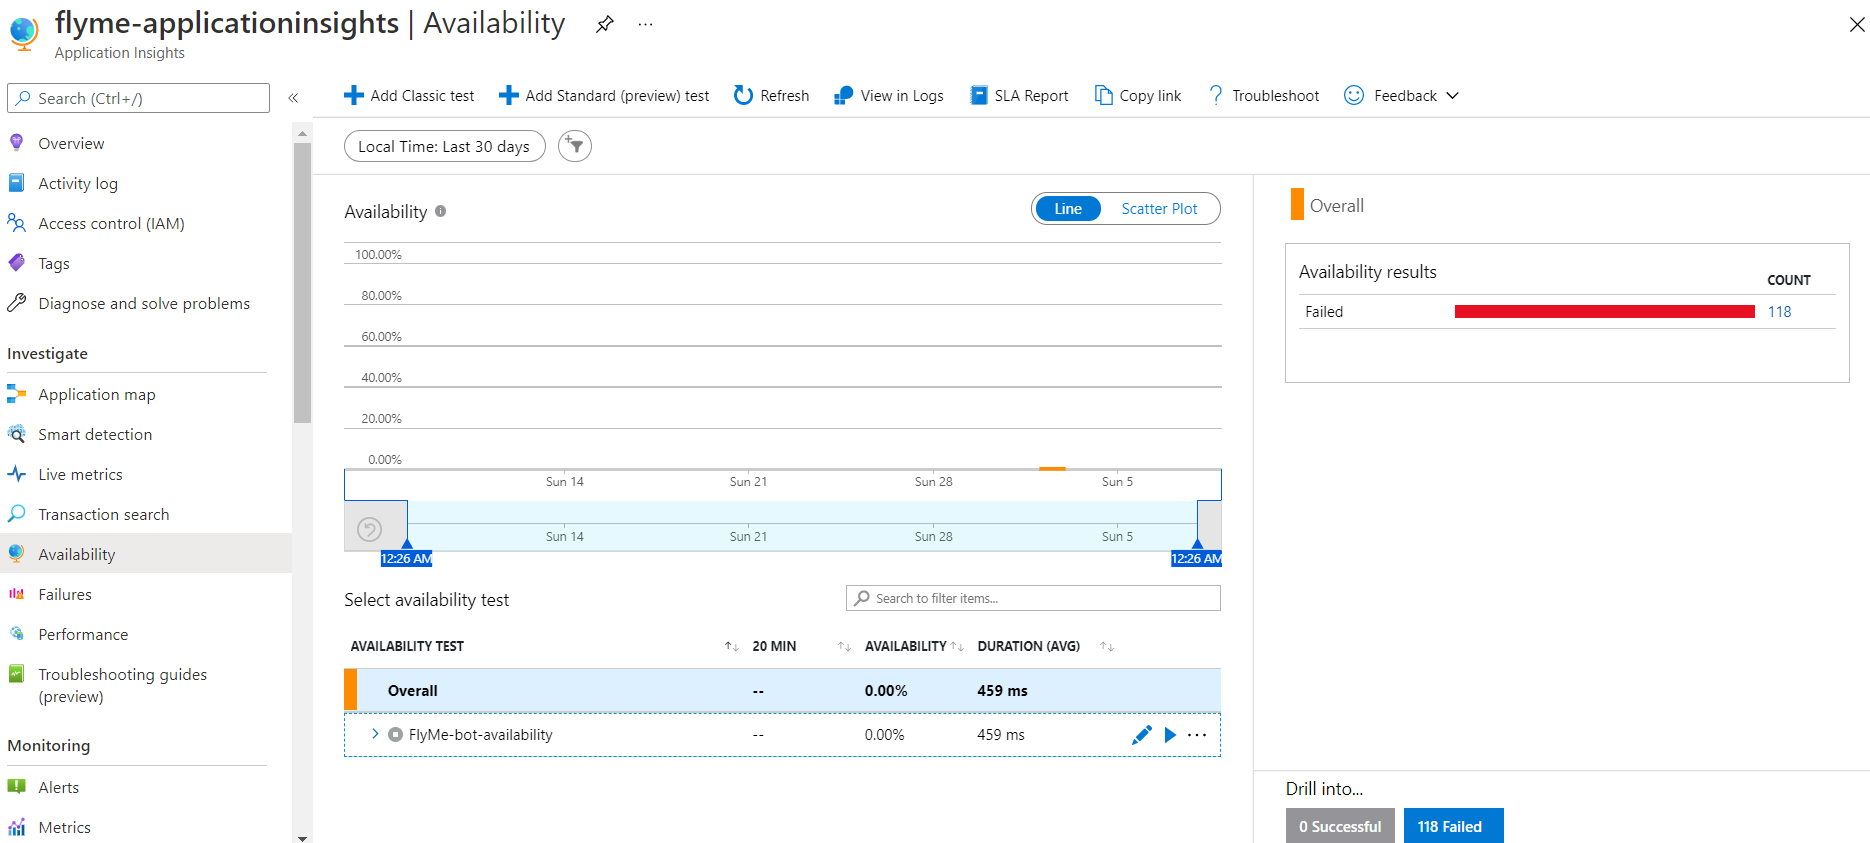 flyme-applicationinsights | Availability
Application Insights
Search (Ctrl+/)
Overview
Activity log
Access control (IAM)
Tags
Diagnose and solve problems
Investigate
Application map
Smart detection
Live metrics
Transaction search
Availability
Failures
Performance
Troubleshooting guides
(preview)
Monitoring
Alerts
Metrics
Add Classic test
Add Standard (preview) test
Refresh
View in Logs
SLA Report
Copy link
Troubleshoot
Feedback
Local Time: Last 30 days
Availability
Line
Scatter Plot
100.00%
80.00%
60.00%
40.00%
20.00%
0.00%
Sun 14 Sun 21 Sun 28 Sun 5
Sun 14 Sun 21 Sun 28 Sun 5
12:26 AM 12:26 AM
Select availability test
Search to filter items...
AVAILABILITY TEST 20 MIN AVAILABILITY DURATION (AVG)
Overall -- 0.00% 459 ms
FlyMe-bot-availability -- 0.00% 459 ms
Overall
Availability results
COUNT
Failed 118
Drill into...
0 Successful
118 Failed